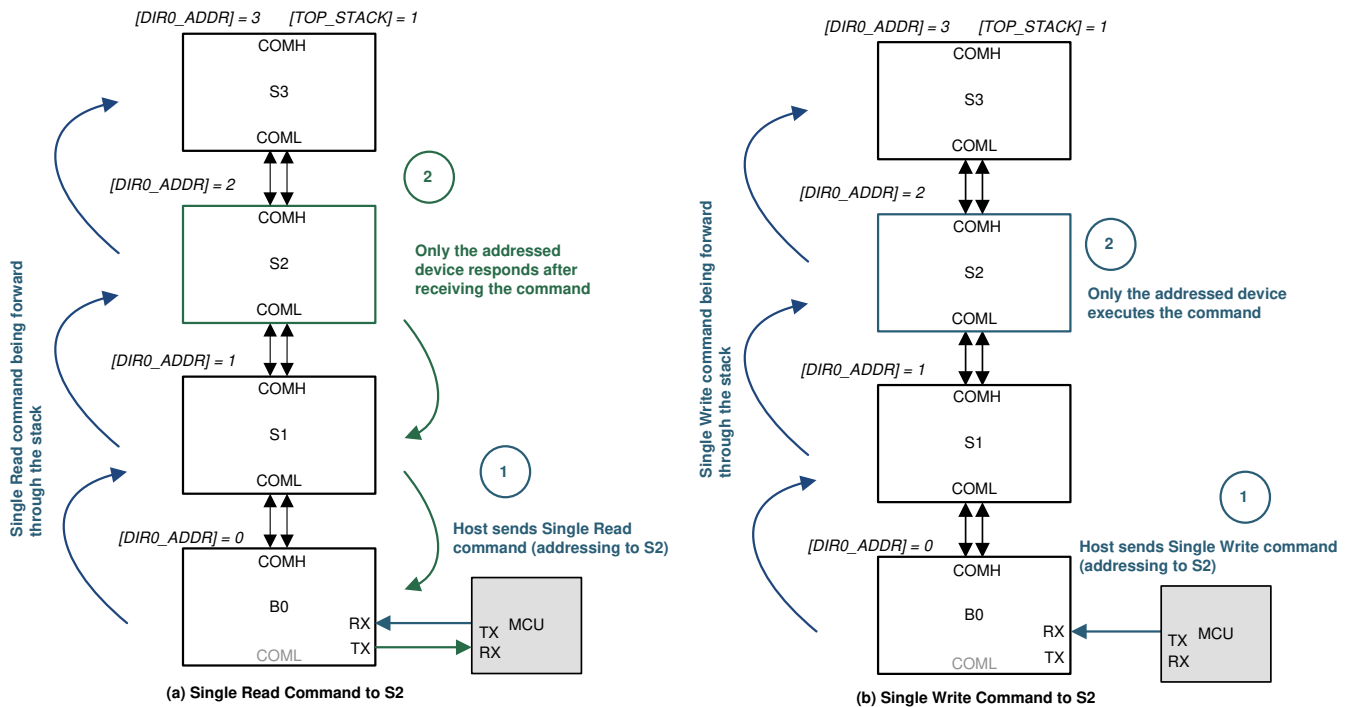 [DIR0_ADDR] = 3 [TOP_STACK] = 1
COMH
S3
COML
[DIR0_ADDR] = 2
2
COMH
S2
COML
Only the addressed
device responds after
receiving the command
Single Read command being forward
through the stack
[DIR0_ADDR] = 1
COMH
S1
COML
1
Host sends Single Read
command (addressing to S2)
[DIR0_ADDR] = 0
COMH
B0
RX
TX
COML
TX
MCU
RX
(a) Single Read Command to S2
[DIR0_ADDR] = 3 [TOP_STACK] = 1
COMH
S3
COML
[DIR0_ADDR] = 2
COMH
S2
COML
2
Only the addressed device
executes the command
Single Write command being forward
through the stack
[DIR0_ADDR] = 1
COMH
S1
COML
1
Host sends Single Write command
(addressing to S2)
[DIR0_ADDR] = 0
COMH
B0
RX
TX
COML
TX
MCU
RX
(b) Single Write Command to S2